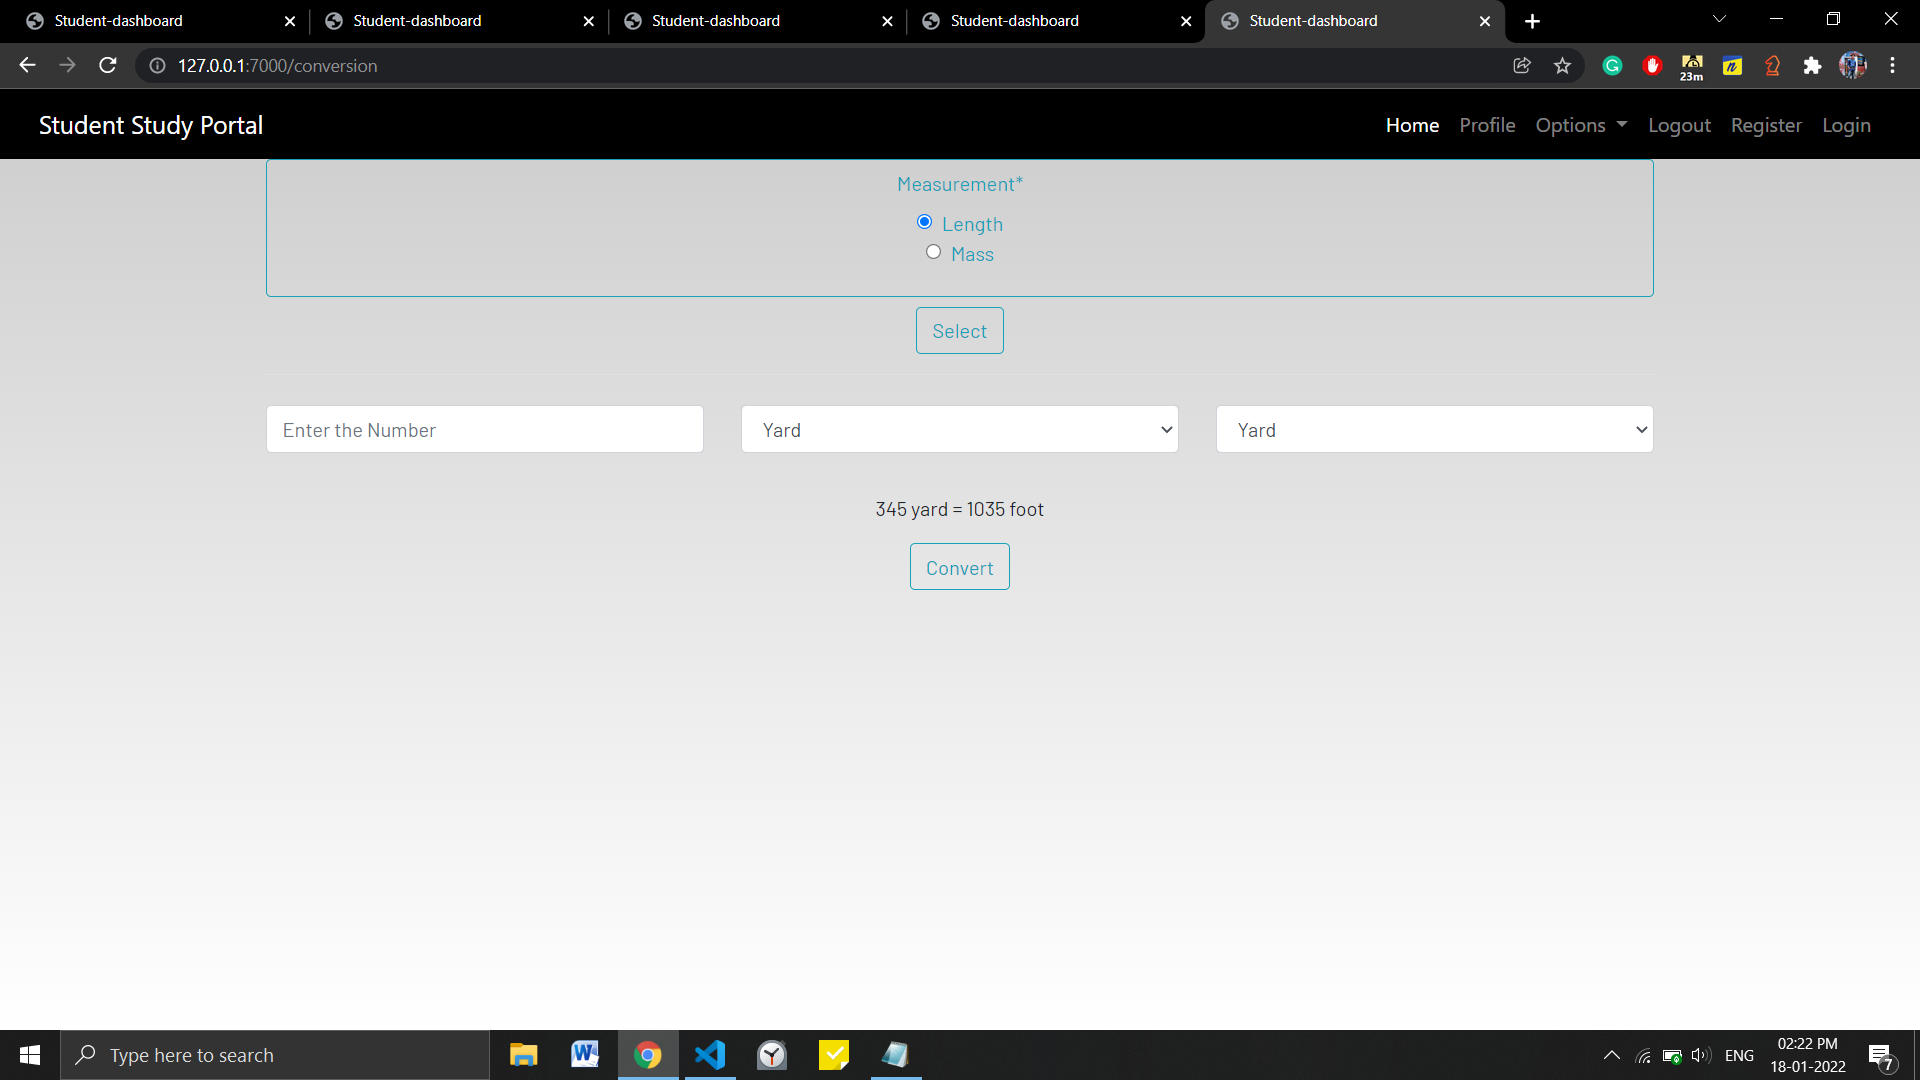 Student-dashboard
Student-dashboard
Student-dashboard
Student-dashboard
Student-dashboard
127.0.0.1:7000/conversion
23m
Student Study Portal
Home Profile Options Logout Register Login
Measurement*
Length
Mass
Select
Enter the Number
Yard
Yard
345 yard = 1035 foot
Convert
Type here to search
ENG
02:22 PM
18-01-2022
7